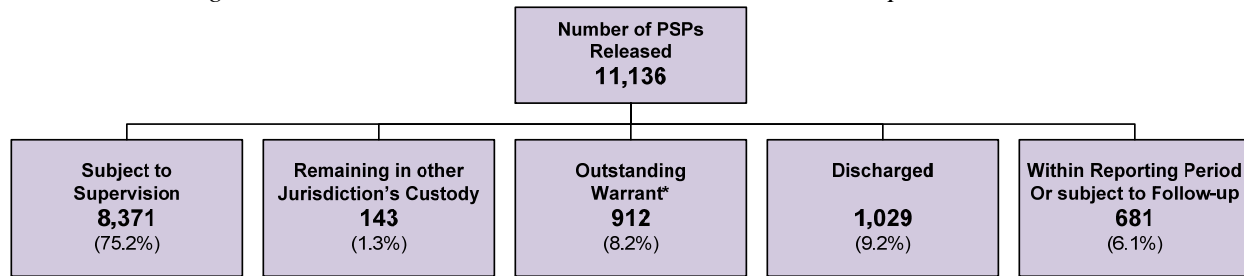 Number of PSPs
Released
11,136
Subject to
Supervision
8,371
(75.2%)
Remaining in other
Jurisdiction's Custody
143
(1.3%)
Outstanding
Warrant*
912
(8.2%)
Discharged
1,029
(9.2%)
Within Reporting Period
Or subject to Follow-up
681
(6.1%)